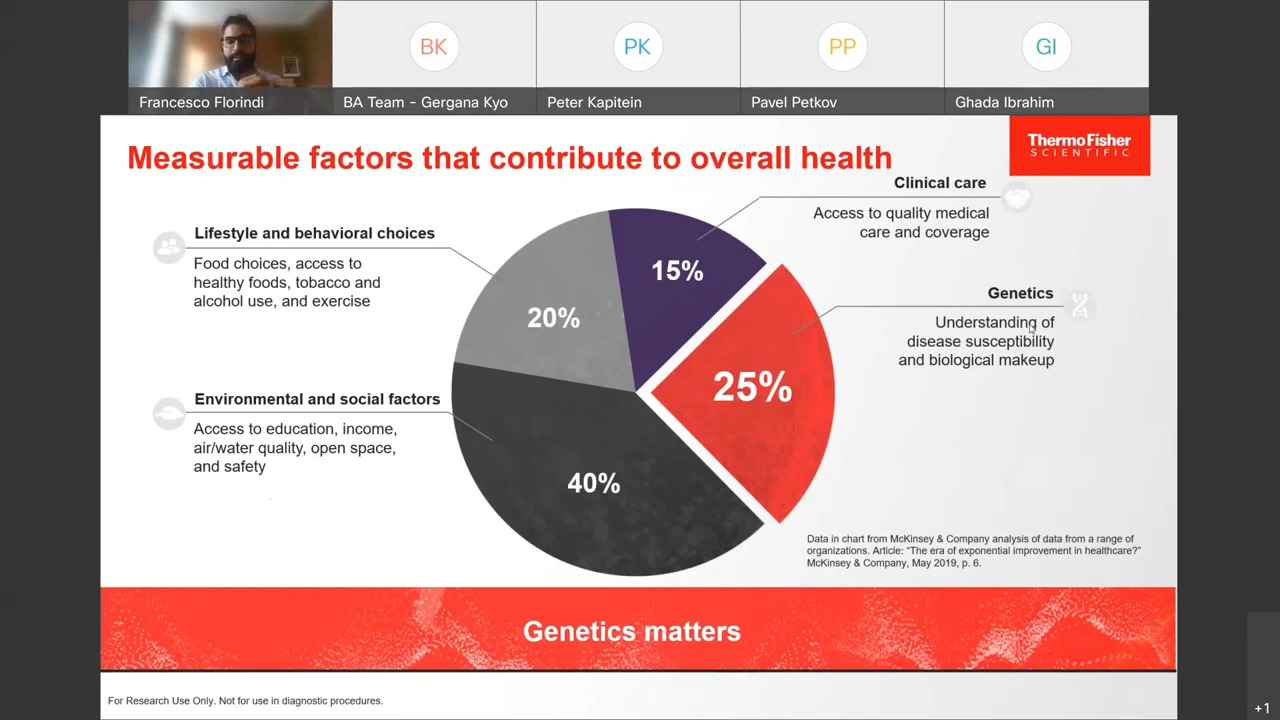 BK
PK
PP
GI
Francesco Florindi
BA Team - Gergana Kyo
Peter Kapitein
Pavel Petkov
Ghada Ibrahim
Measurable factors that contribute to overall health
ThermoFisher
SCIENTIFIC
Clinical care
Access to quality medical
care and coverage
Lifestyle and behavioral choices
Food choices, access to
healthy foods, tobacco and
alcohol use, and exercise
15%
20%
Genetics
Understanding of
disease susceptibility
and biological makeup
25%
Environmental and social factors
Access to education, income,
air/water quality, open space,
and safety
40%
Data in chart from McKinsey & Company analysis of data from a range of
organizations. Article: “The era of exponential improvement in healthcare?”
McKinsey & Company, May 2019, p. 6.
Genetics matters
For Research Use Only. Not for use in diagnostic procedures.
+1